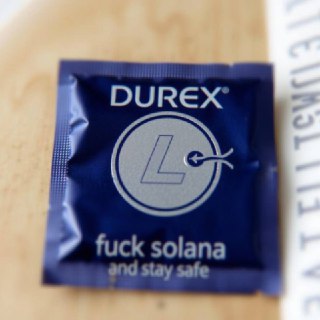 DUREX®
L
fuck solana
and stay safe